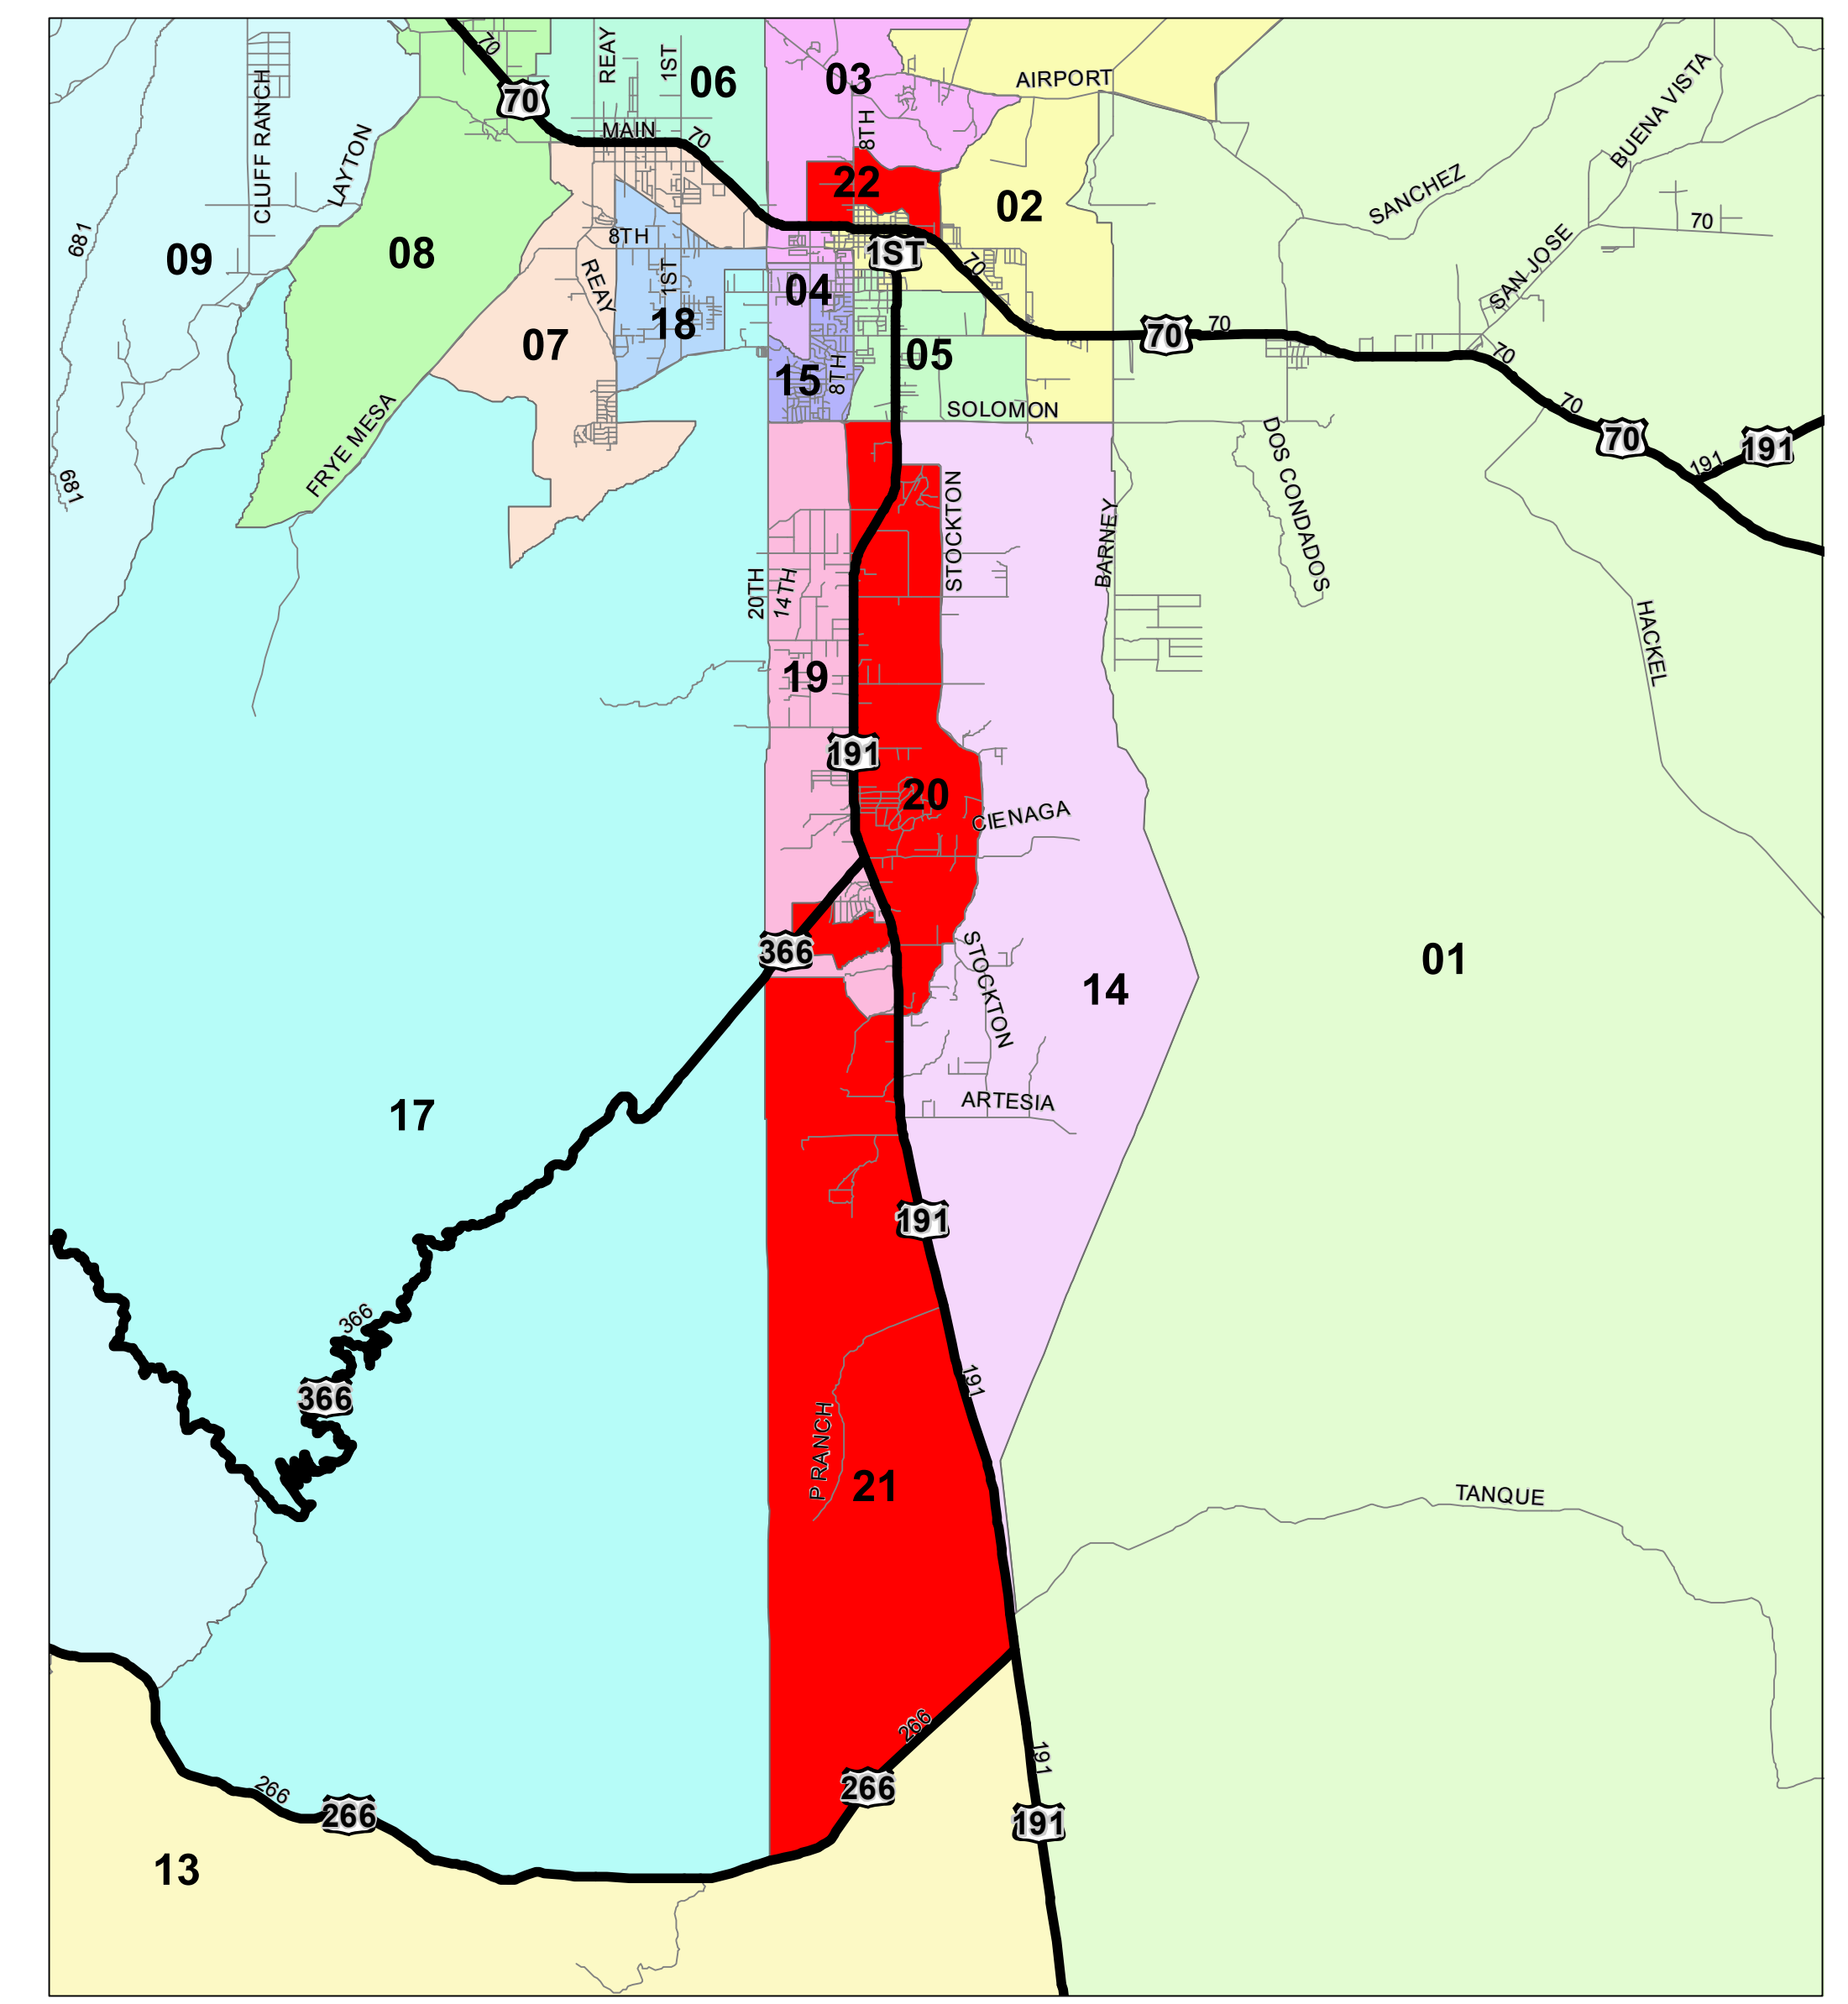 70
REAY
1ST
06
03
AIRPORT
BUENA VISTA
CLUFF RANCH
70
MAIN
70
8TH
LAYTON
22
02
SANCHEZ
681
09
08
8TH
1ST
70
70
SAN JOSE
REAY
1ST
04
18
07
15
8TH
05
70
70
70
SOLOMON
70
FRYE MESA
681
DOS CONDADOS
70
191
191
STOCKTON
BARNEY
20TH
14TH
HACKEL
19
191
20
CIENAGA
366
STOCKTON
14
01
17
ARTESIA
191
366
366
191
P RANCH
21
TANQUE
266
191
266
266
266
191
13